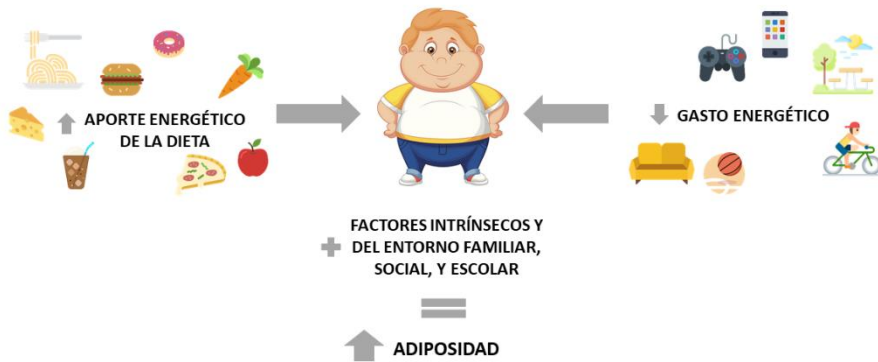 APORTE ENERGÉTICO
DE LA DIETA
GASTO ENERGÉTICO
FACTORES INTRÍNSECOS Y
DEL ENTORNO FAMILIAR,
SOCIAL, Y ESCOLAR
ADIPOSIDAD